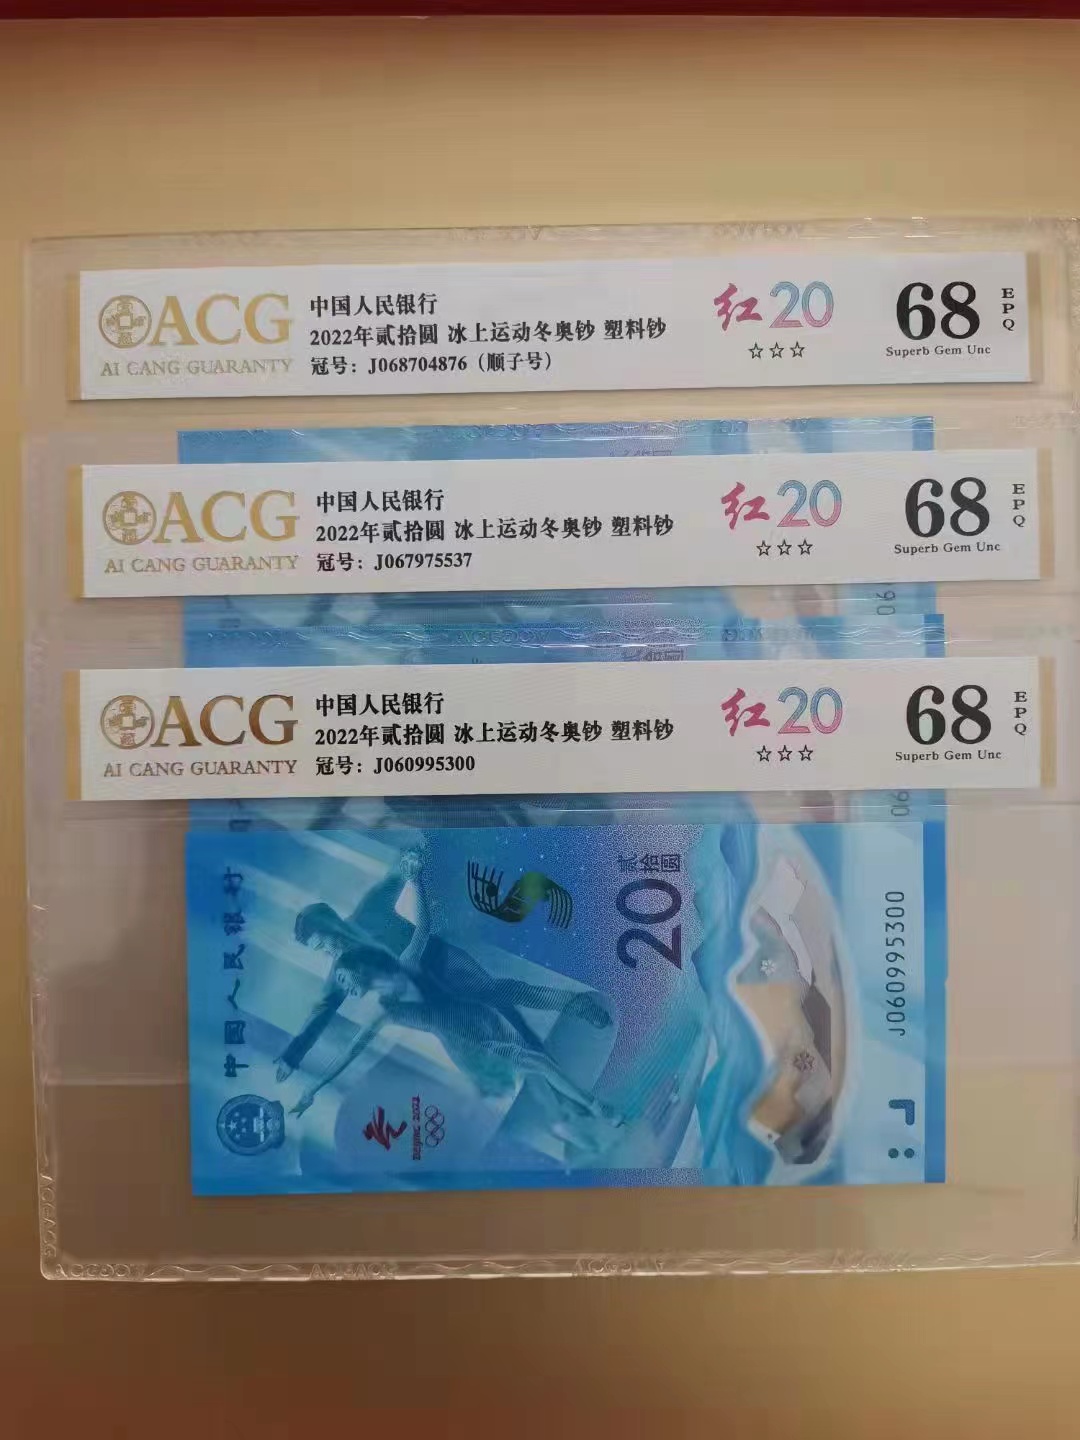 ACG
AI CANG GUARANTY
中国人民银行
2022年贰拾圆 冰上运动冬奥钞 塑料钞
冠号：J068704876（顺子号）
红20
☆☆☆
68
EPQ
Superb Gem Unc
ACG
AI CANG GUARANTY
中国人民银行
2022年贰拾圆 冰上运动冬奥钞 塑料钞
冠号：J067975537
红20
☆☆☆
68
EPQ
Superb Gem Unc
ACG
AI CANG GUARANTY
中国人民银行
2022年贰拾圆 冰上运动冬奥钞 塑料钞
冠号：J060995300
红20
☆☆☆
68
EPQ
Superb Gem Unc
中国人民银行
贰拾圆
20
J060995300
Beijing 2022